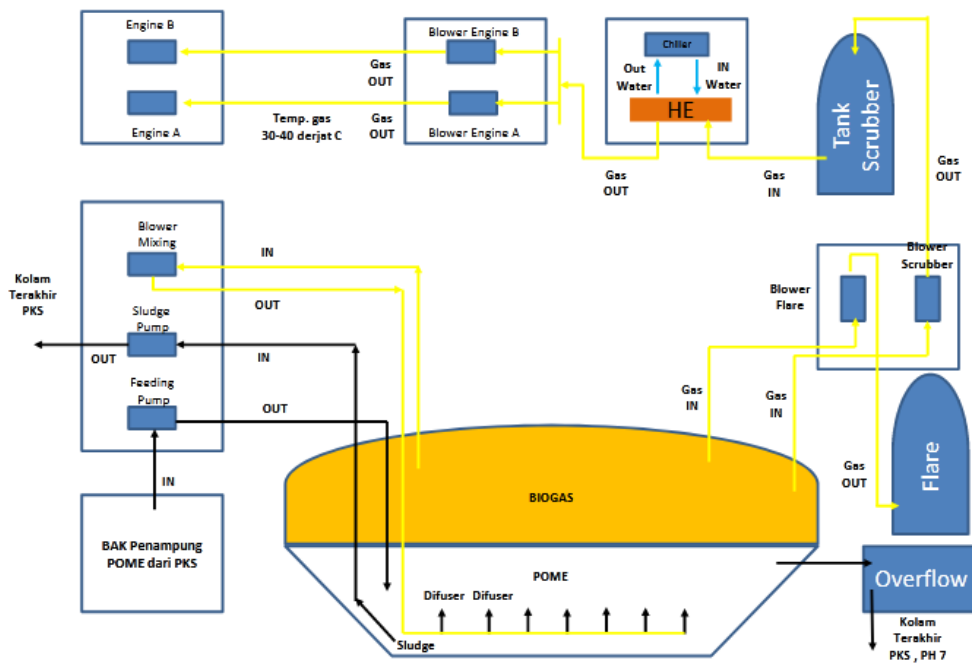 Engine B
Engine A
Gas
OUT
Temp. gas
30-40 derjat C
Gas
OUT
Blower Engine B
Blower Engine A
Chiller
Out
Water
IN
Water
HE
Gas
OUT
Gas
IN
Tank
Scrubber
Gas
OUT
Blower
Scrubber
Blower
Flare
Gas
IN
Gas
IN
Gas
OUT
Flare
Blower
Mixing
IN
OUT
Kolam
Terakhir
PKS
Sludge
Pump
OUT
IN
Feeding
Pump
OUT
IN
BAK Penampung
POME dari PKS
BIOGAS
POME
Difuser
Difuser
Sludge
Overflow
Kolam
Terakhir
PKS , PH 7